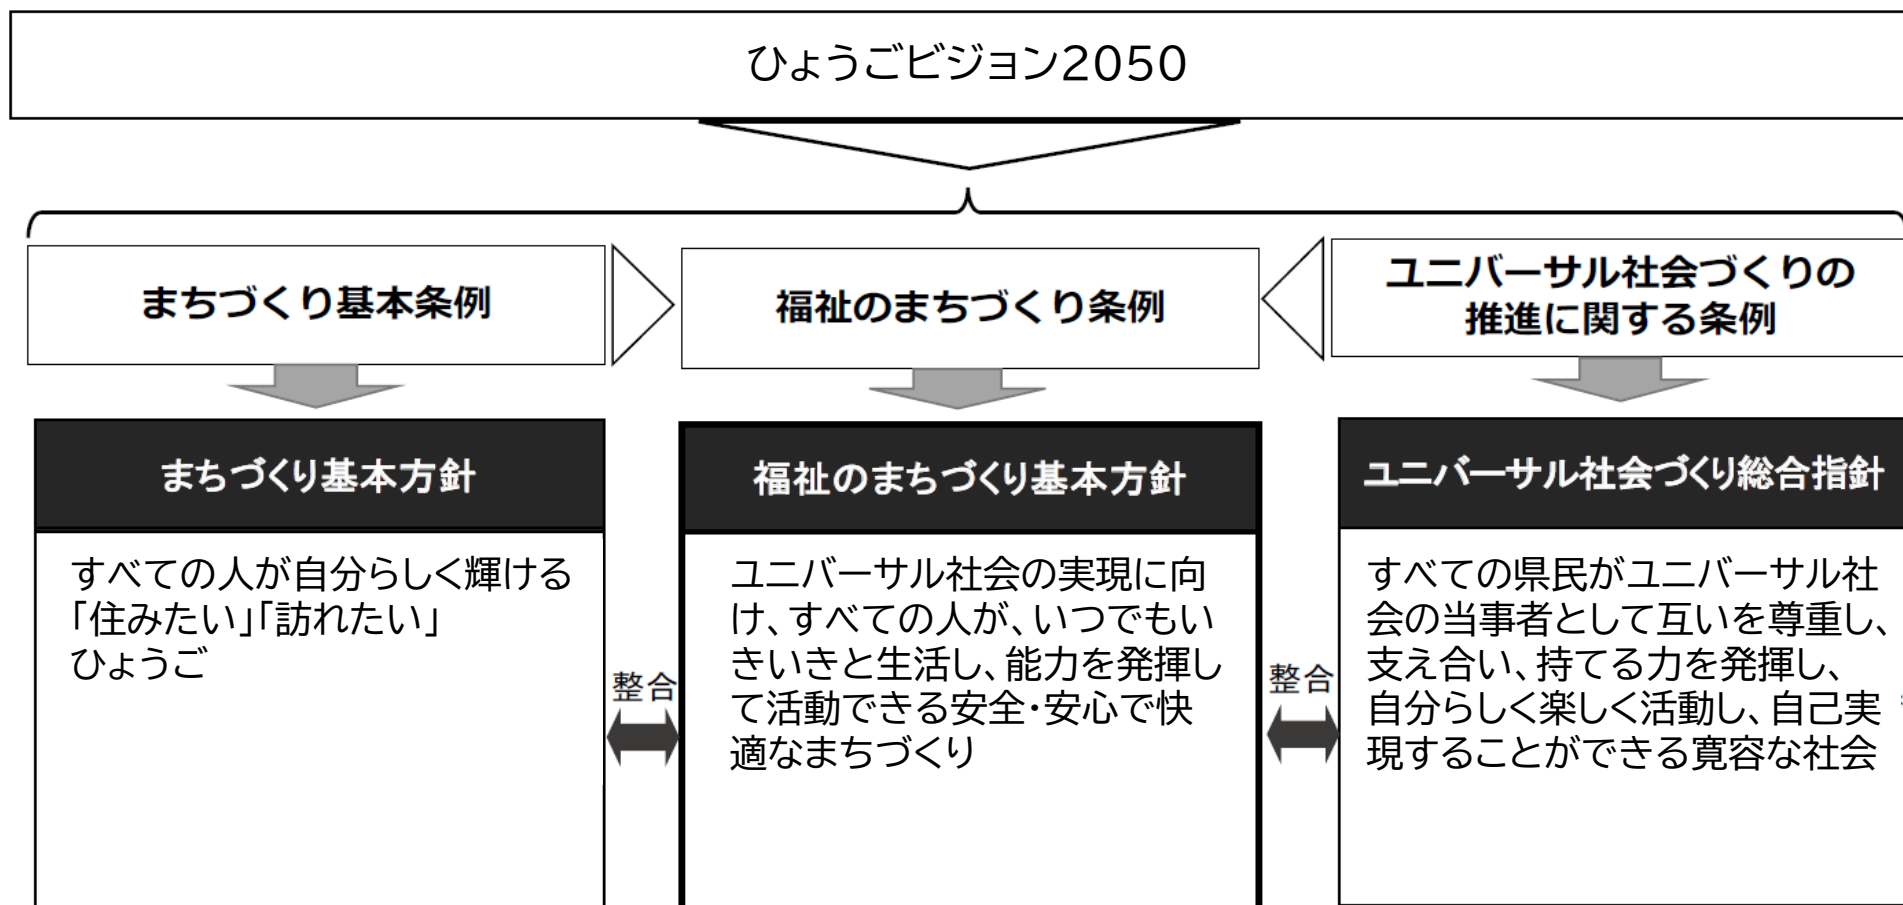 ひょうごビジョン2050
まちづくり基本条例
福祉のまちづくり条例
ユニバーサル社会づくりの
推進に関する条例
まちづくり基本方針
すべての人が自分らしく輝ける
「住みたい」「訪れたい」
ひょうご
整合
福祉のまちづくり基本方針
ユニバーサル社会の実現に向
け、すべての人が、いつでもい
きいきと生活し、能力を発揮し
て活動できる安全・安心で快
適なまちづくり
整合
ユニバーサル社会づくり総合指針
すべての県民がユニバーサル社
会の当事者として互いを尊重し、
支え合い、持てる力を発揮し、
自分らしく楽しく活動し、自己実
現することができる寛容な社会